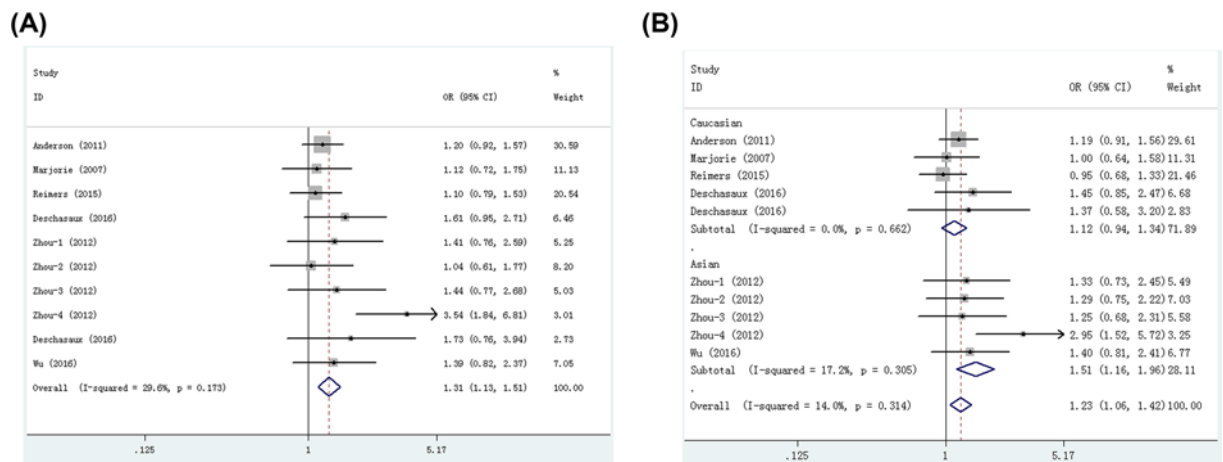 (A)
Study %
ID OR (95% CI) Weight
Anderson (2011) 1.20 (0.92, 1.57) 30.59
Marjorie (2007) 1.12 (0.72, 1.75) 11.13
Reimers (2015) 1.10 (0.79, 1.53) 20.54
Deschasaux (2016) 1.61 (0.95, 2.71) 6.46
Zhou-1 (2012) 1.41 (0.76, 2.59) 5.25
Zhou-2 (2012) 1.04 (0.61, 1.77) 8.20
Zhou-3 (2012) 1.44 (0.77, 2.68) 5.03
Zhou-4 (2012) 3.54 (1.84, 6.81) 3.01
Deschasaux (2016) 1.73 (0.76, 3.94) 2.73
Wu (2016) 1.39 (0.82, 2.37) 7.05
Overall (I-squared = 29.6%, p = 0.173) 1.31 (1.13, 1.51) 100.00
.125 1 5.17
(B)
Study %
ID OR (95% CI) Weight
Caucasian
Anderson (2011) 1.19 (0.91, 1.56) 29.61
Marjorie (2007) 1.00 (0.64, 1.58) 11.31
Reimers (2015) 0.95 (0.68, 1.33) 21.46
Deschasaux (2016) 1.45 (0.85, 2.47) 6.68
Deschasaux (2016) 1.37 (0.58, 3.20) 2.83
Subtotal (I-squared = 0.0%, p = 0.662) 1.12 (0.94, 1.34) 71.89
.
Asian
Zhou-1 (2012) 1.33 (0.73, 2.45) 5.49
Zhou-2 (2012) 1.29 (0.75, 2.22) 7.03
Zhou-3 (2012) 1.25 (0.68, 2.31) 5.58
Zhou-4 (2012) 2.95 (1.52, 5.72) 3.25
Wu (2016) 1.40 (0.81, 2.41) 6.77
Subtotal (I-squared = 17.2%, p = 0.305) 1.51 (1.16, 1.96) 28.11
.
Overall (I-squared = 14.0%, p = 0.314) 1.23 (1.06, 1.42) 100.00
.125 1 5.17